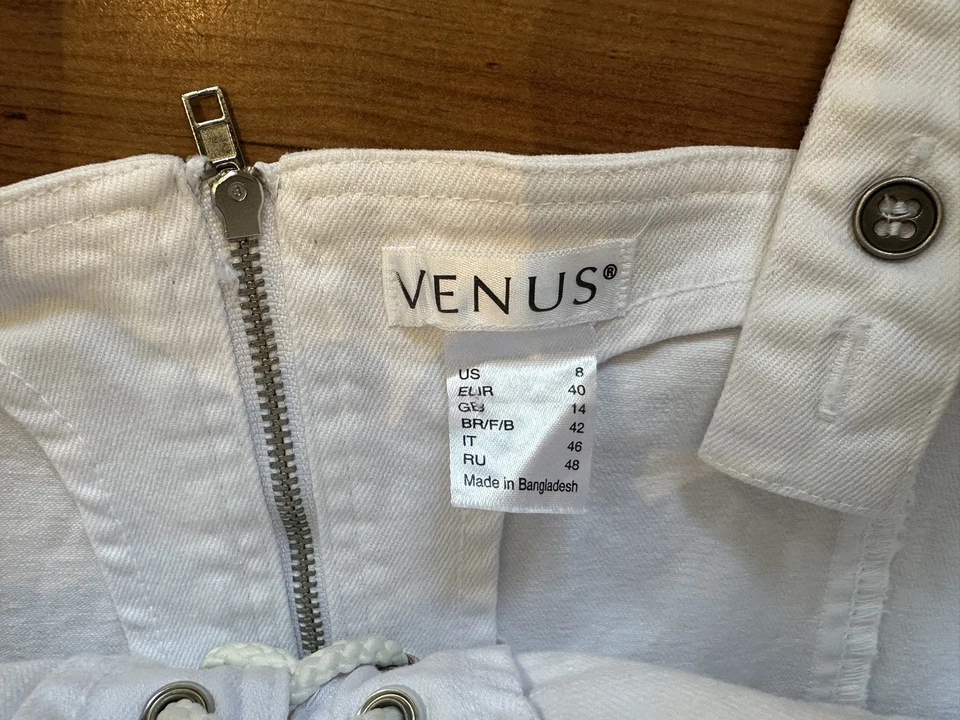 VENUS®
US 8
EUR 40
GB 14
BR/F/B 42
IT 46
RU 48
Made in Bangladesh